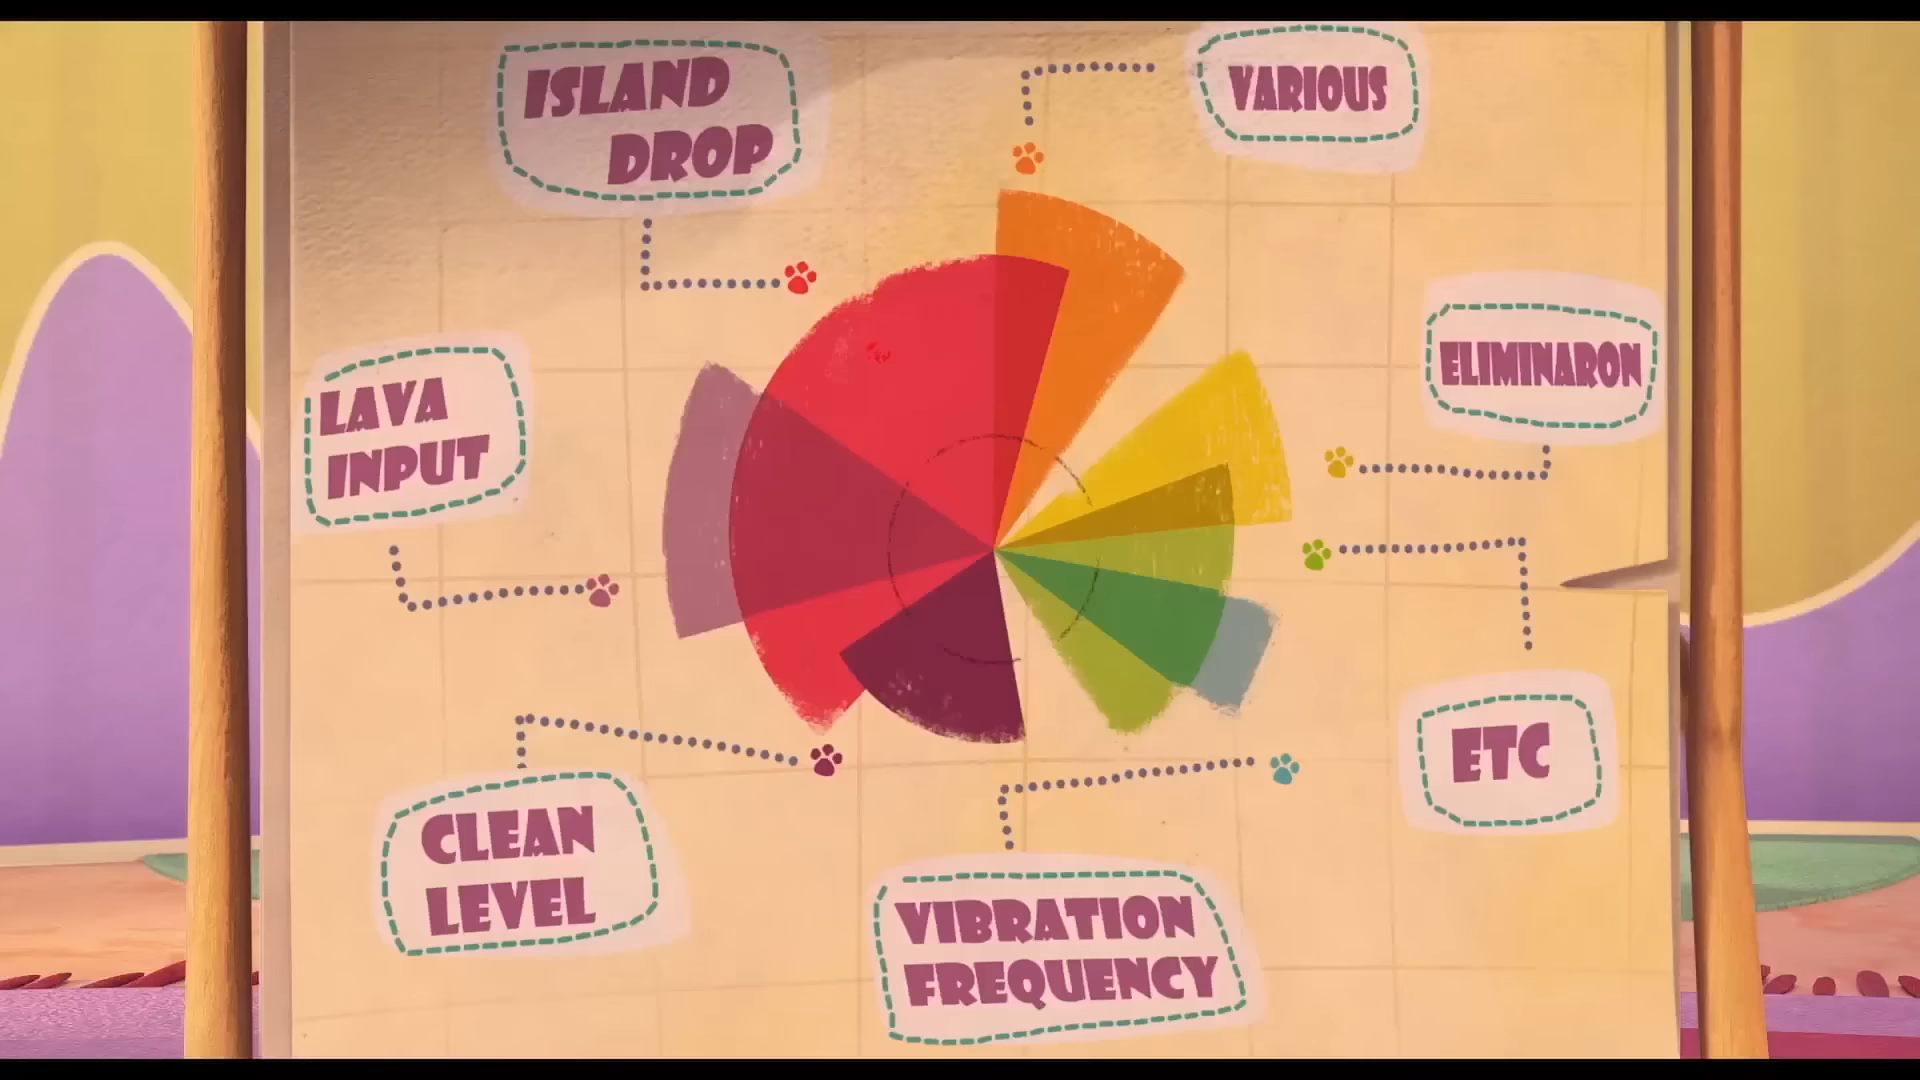 ISLAND
DROP
VARIOUS
ELIMINARON
LAVA
INPUT
ETC
CLEAN
LEVEL
VIBRATION
FREQUENCY